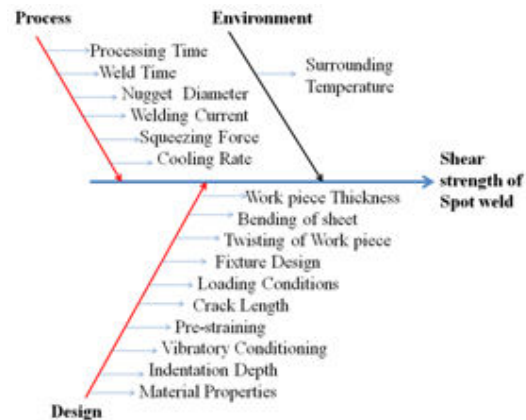 Process
Environment
Processing Time
Weld Time
Nugget Diameter
Welding Current
Squeezing Force
Cooling Rate
Surrounding
Temperature
Shear
strength of
Spot weld
Work piece Thickness
Bending of sheet
Twisting of Work piece
Fixture Design
Loading Conditions
Crack Length
Pre-straining
Vibratory Conditioning
Indentation Depth
Material Properties
Design